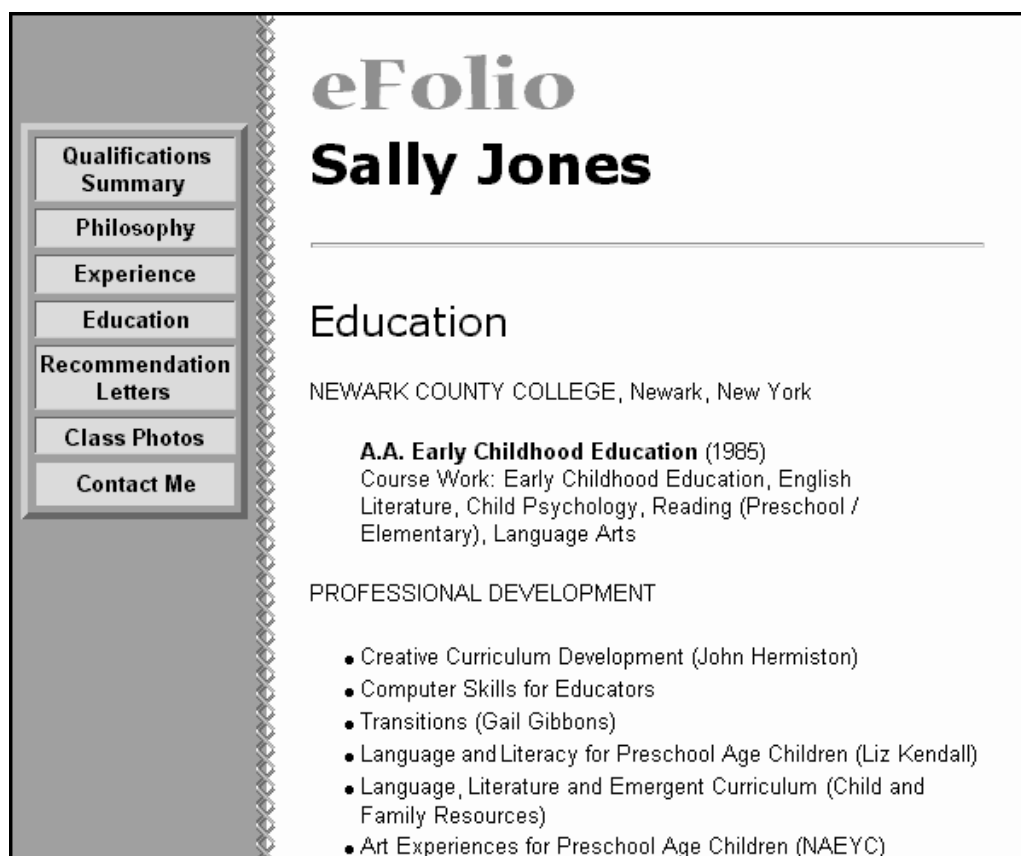 Qualifications
Summary
Philosophy
Experience
Education
Recommendation
Letters
Class Photos
Contact Me
eFolio
Sally Jones
Education
NEWARK COUNTY COLLEGE, Newark, New York
A.A. Early Childhood Education (1985)
Course Work: Early Childhood Education, English
Literature, Child Psychology, Reading (Preschool /
Elementary), Language Arts
PROFESSIONAL DEVELOPMENT
• Creative Curriculum Development (John Hermiston)
• Computer Skills for Educators
• Transitions (Gail Gibbons)
• Language and Literacy for Preschool Age Children (Liz Kendall)
• Language, Literature and Emergent Curriculum (Child and
Family Resources)
• Art Experiences for Preschool Age Children (NAEYC)